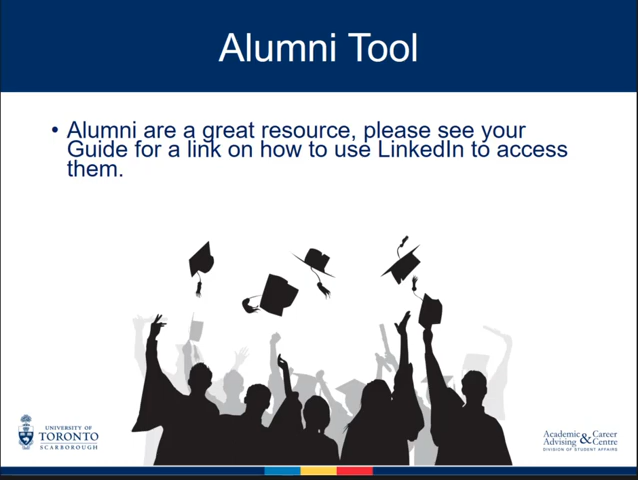 Alumni Tool
• Alumni are a great resource, please see your
Guide for a link on how to use LinkedIn to access
them.
UNIVERSITY OF
TORONTO
SCARBOROUGH
Academic & Career
Advising & Centre
DIVISION OF STUDENT AFFAIRS